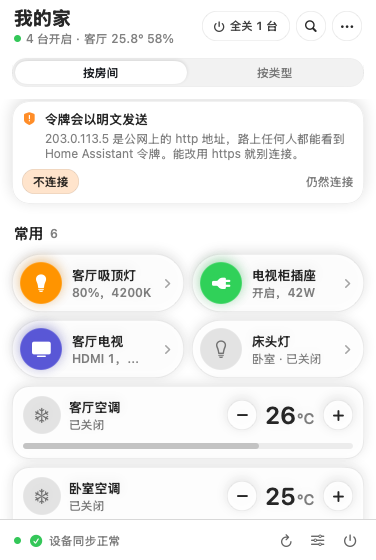 我的家
4 台开启 · 客厅 25.8° 58%
全关 1 台
按房间
按类型
令牌会以明文发送
203.0.113.5 是公网上的 http 地址，路上任何人都能看到
Home Assistant 令牌。能改用 https 就别连接。
不连接
仍然连接
常用 6
客厅吸顶灯
80%，4200K
电视柜插座
开启，42W
客厅电视
HDMI 1，…
床头灯
卧室 · 已关闭
客厅空调
已关闭
− 26°C +
卧室空调
已关闭
− 25°C +
设备同步正常